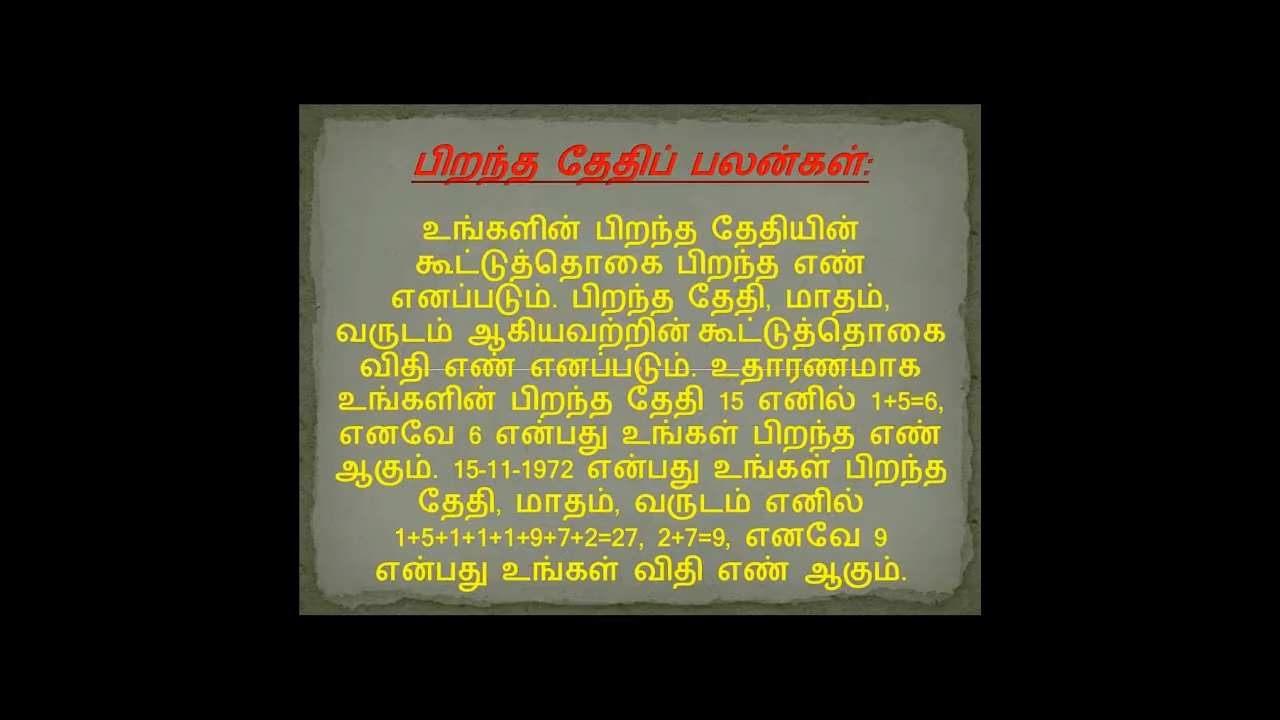 பிறந்த தேதிப் பலன்கள்:
உங்களின் பிறந்த தேதியின்
கூட்டுத்தொகை பிறந்த எண்
எனப்படும். பிறந்த தேதி, மாதம்,
வருடம் ஆகியவற்றின் கூட்டுத்தொகை
விதி எண் எனப்படும். உதாரணமாக
உங்களின் பிறந்த தேதி 15 எனில் 1+5=6,
எனவே 6 என்பது உங்கள் பிறந்த எண்
ஆகும். 15-11-1972 என்பது உங்கள் பிறந்த
தேதி, மாதம், வருடம் எனில்
1+5+1+1+1+9+7+2=27, 2+7=9, எனவே 9
என்பது உங்கள் விதி எண் ஆகும்.